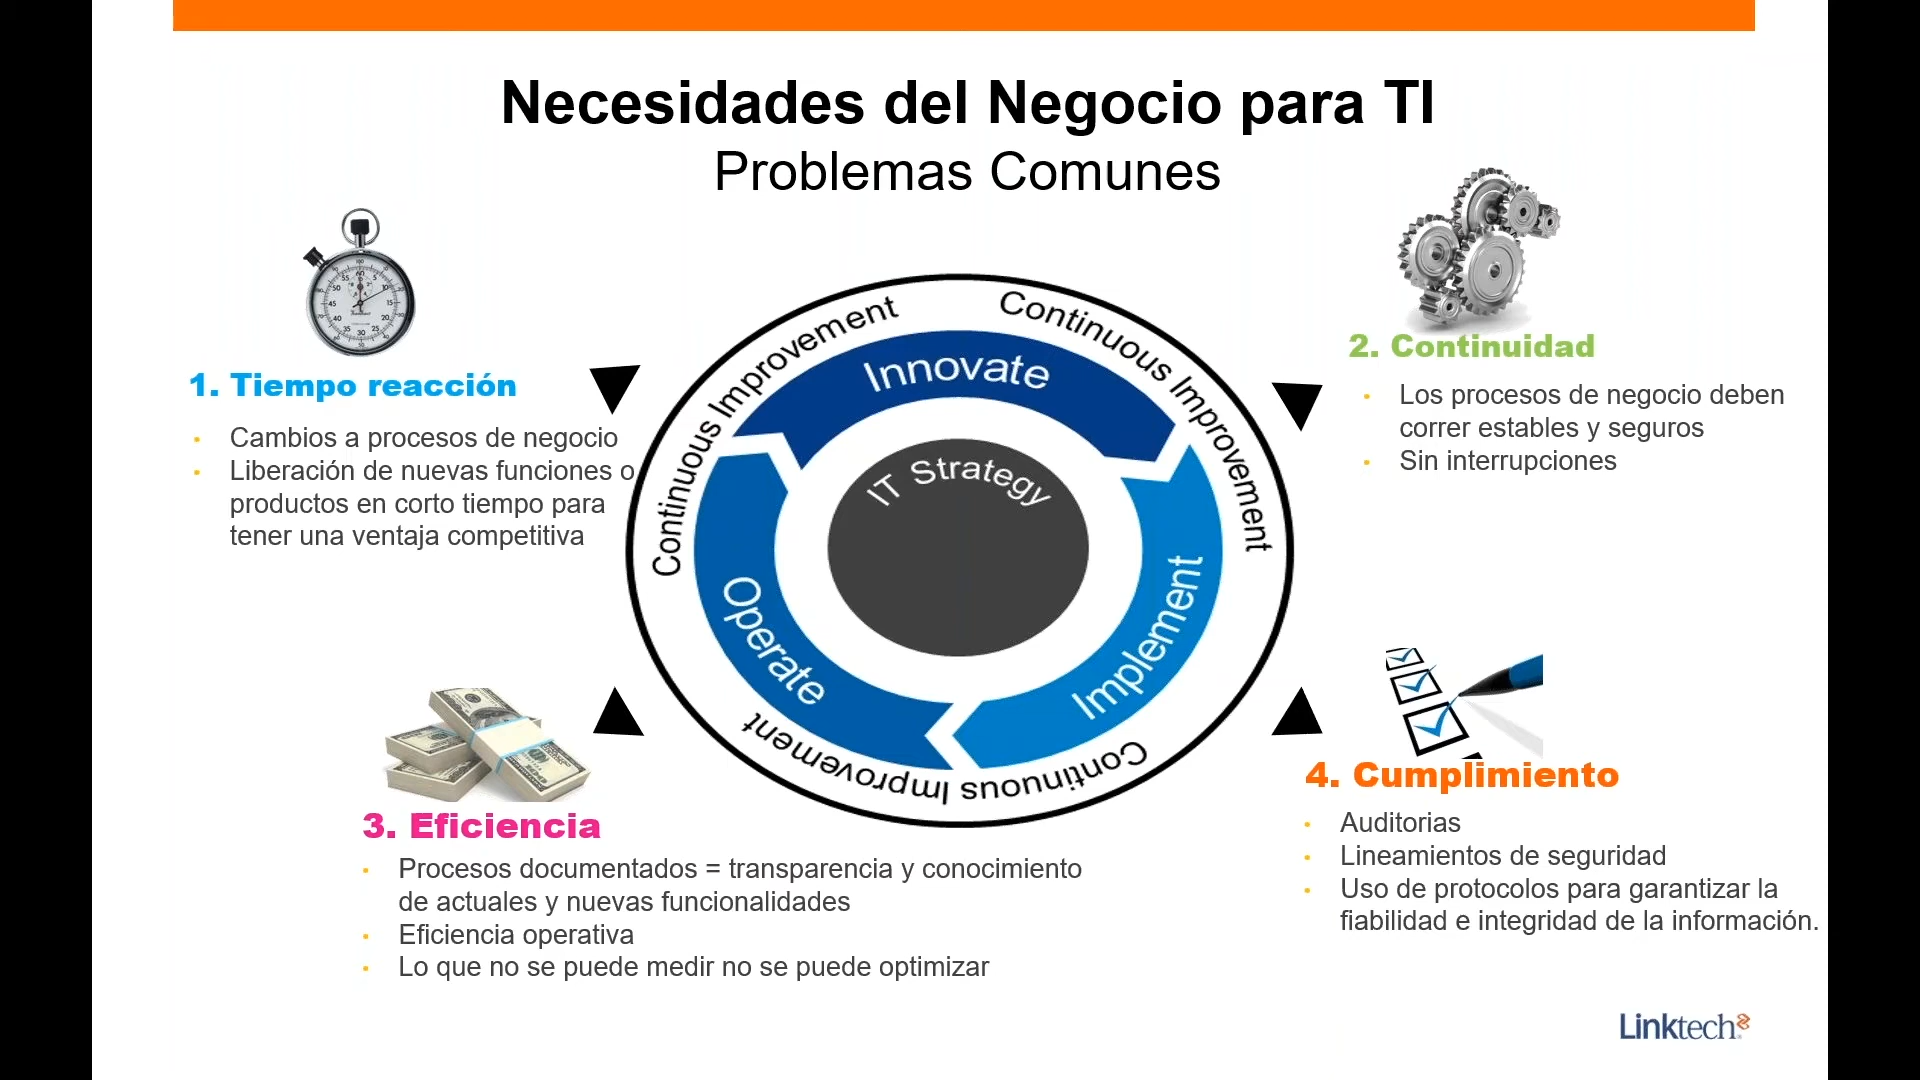 Necesidades del Negocio para TI
Problemas Comunes
1. Tiempo reacción
Cambios a procesos de negocio
Liberación de nuevas funciones o
productos en corto tiempo para
tener una ventaja competitiva
2. Continuidad
Los procesos de negocio deben
correr estables y seguros
Sin interrupciones
Continuous Improvement
Continuous Improvement
Continuous Improvement
Innovate
Implement
Operate
IT Strategy
3. Eficiencia
Procesos documentados = transparencia y conocimiento
de actuales y nuevas funcionalidades
Eficiencia operativa
Lo que no se puede medir no se puede optimizar
4. Cumplimiento
Auditorias
Lineamientos de seguridad
Uso de protocolos para garantizar la
fiabilidad e integridad de la información.
Linktech